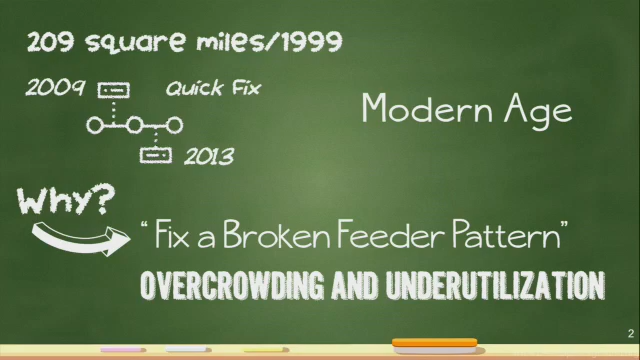 209 square miles/1999
2009 Quick Fix
Modern Age
2013
Why?
“Fix a Broken Feeder Pattern”
OVERCROWDING AND UNDERUTILIZATION
2